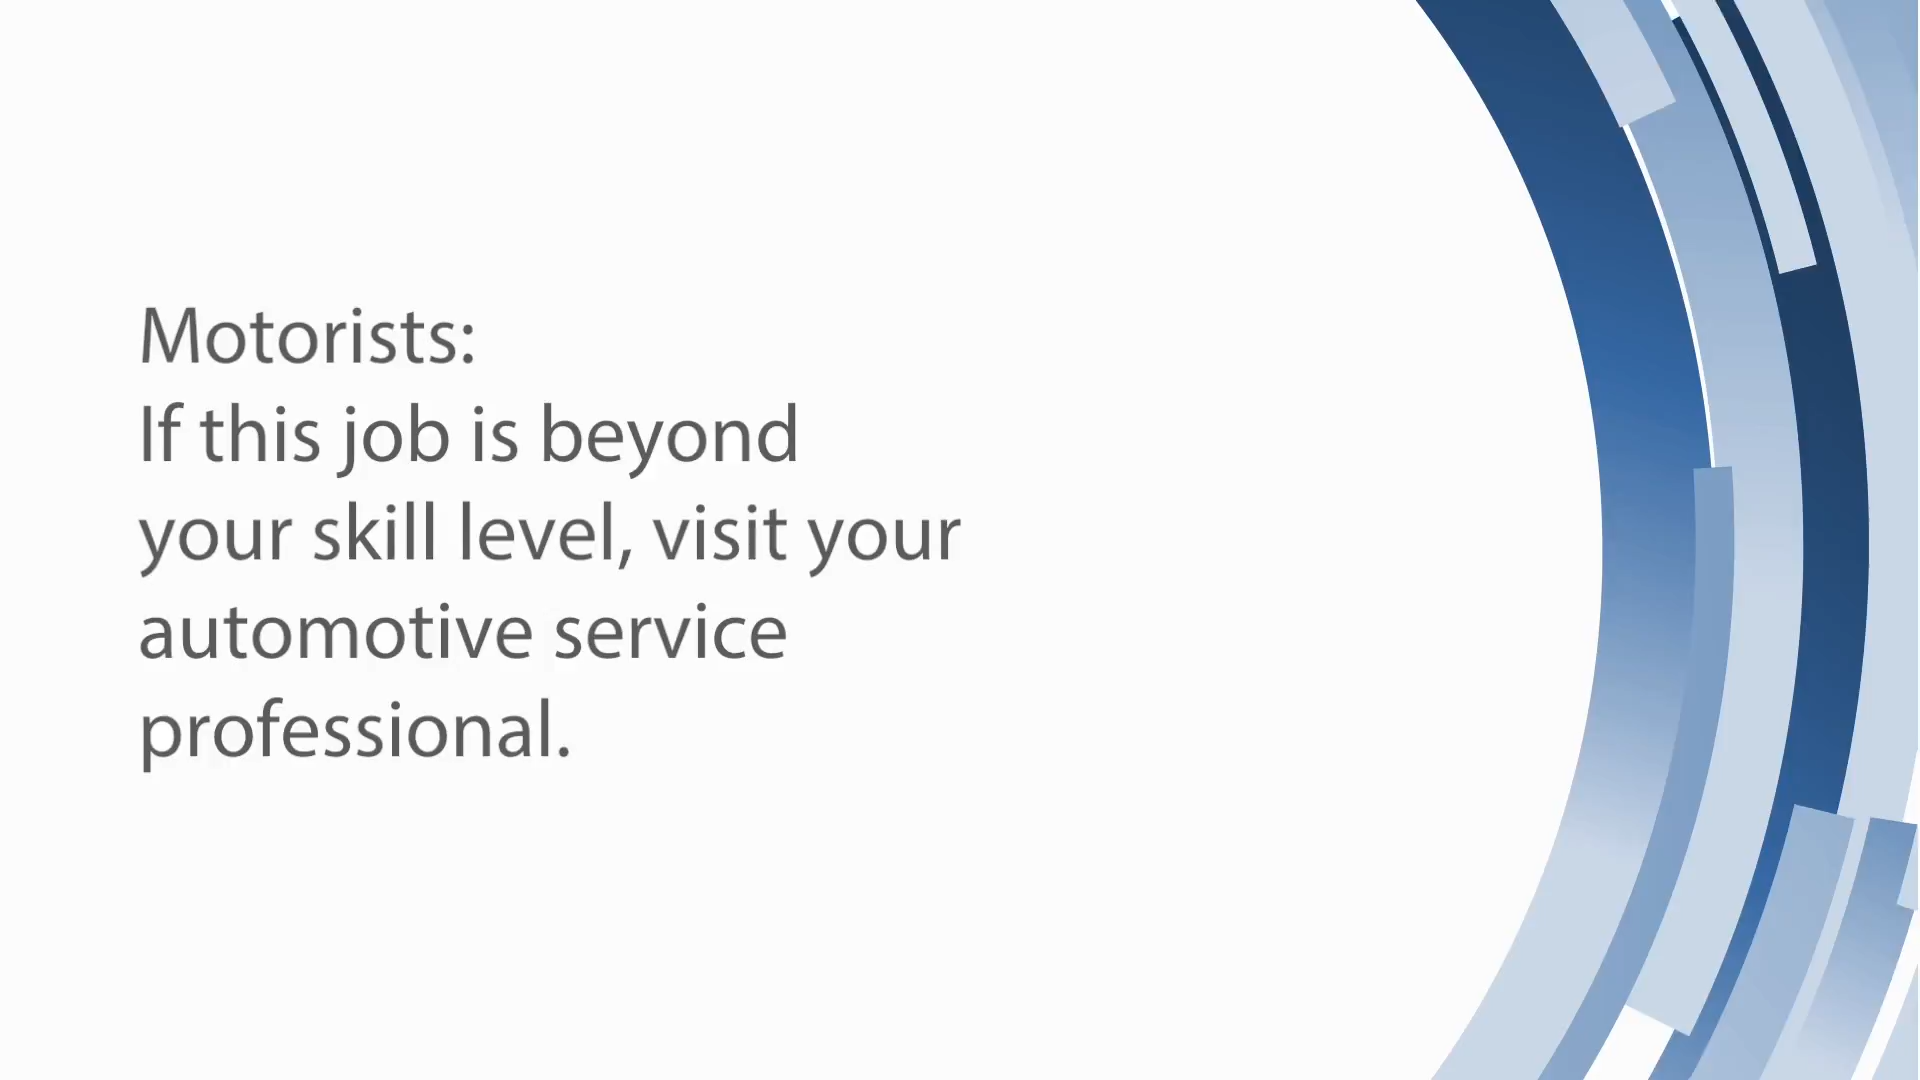 Motorists:
If this job is beyond
your skill level, visit your
automotive service
professional.